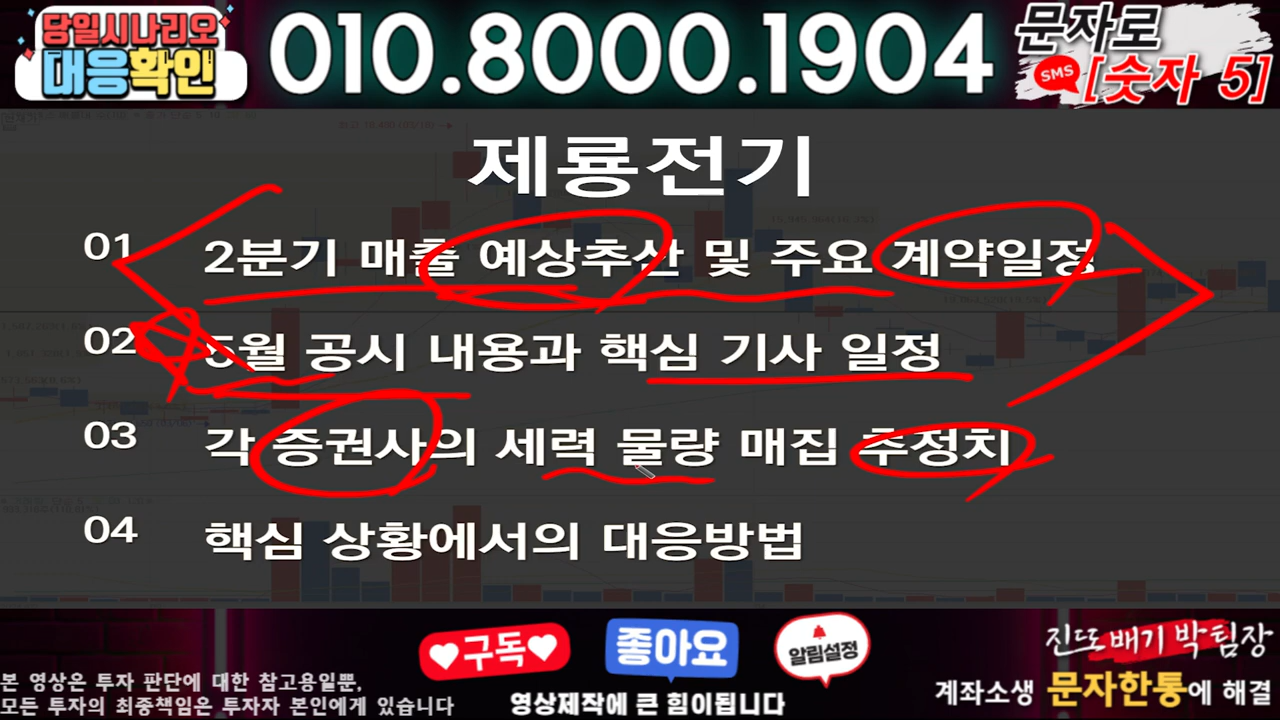 당일시나리오
대응확인
010.8000.1904
문자로
SMS
[숫자 5]
제룡전기
01 2분기 매출 예상추산 및 주요 계약일정
02 5월 공시 내용과 핵심 기사 일정
03 각 증권사의 세력 물량 매집 추정치
04 핵심 상황에서의 대응방법
구독
좋아요
알림설정
영상제작에 큰 힘이됩니다
본 영상은 투자 판단에 대한 참고용일뿐,
모든 투자의 최종책임은 투자자 본인에게 있습니다
진또배기 박팀장
계좌소생 문자한통에 해결